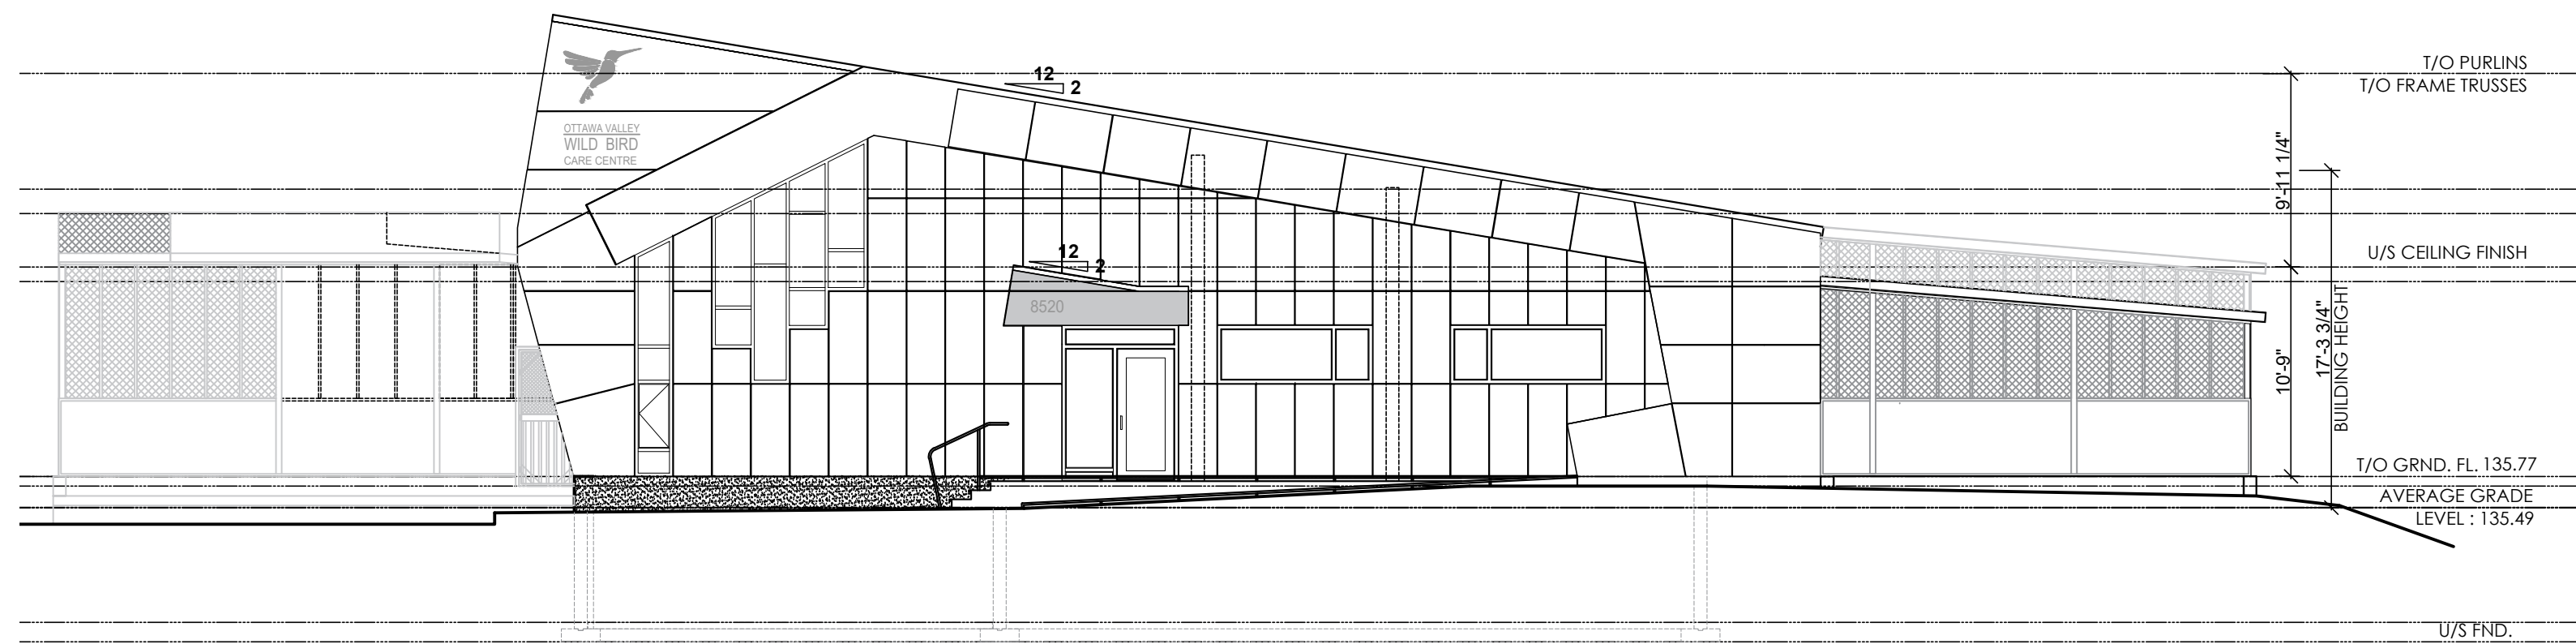 T/O PURLINS
T/O FRAME TRUSSES
12
2
OTTAWA VALLEY
WILD BIRD
CARE CENTRE
9'-11 1/4"
U/S CEILING FINISH
12
2
8520
10'-9"
17'-3 3/4"
BUILDING HEIGHT
T/O GRND. FL. 135.77
AVERAGE GRADE
LEVEL : 135.49
U/S FND.